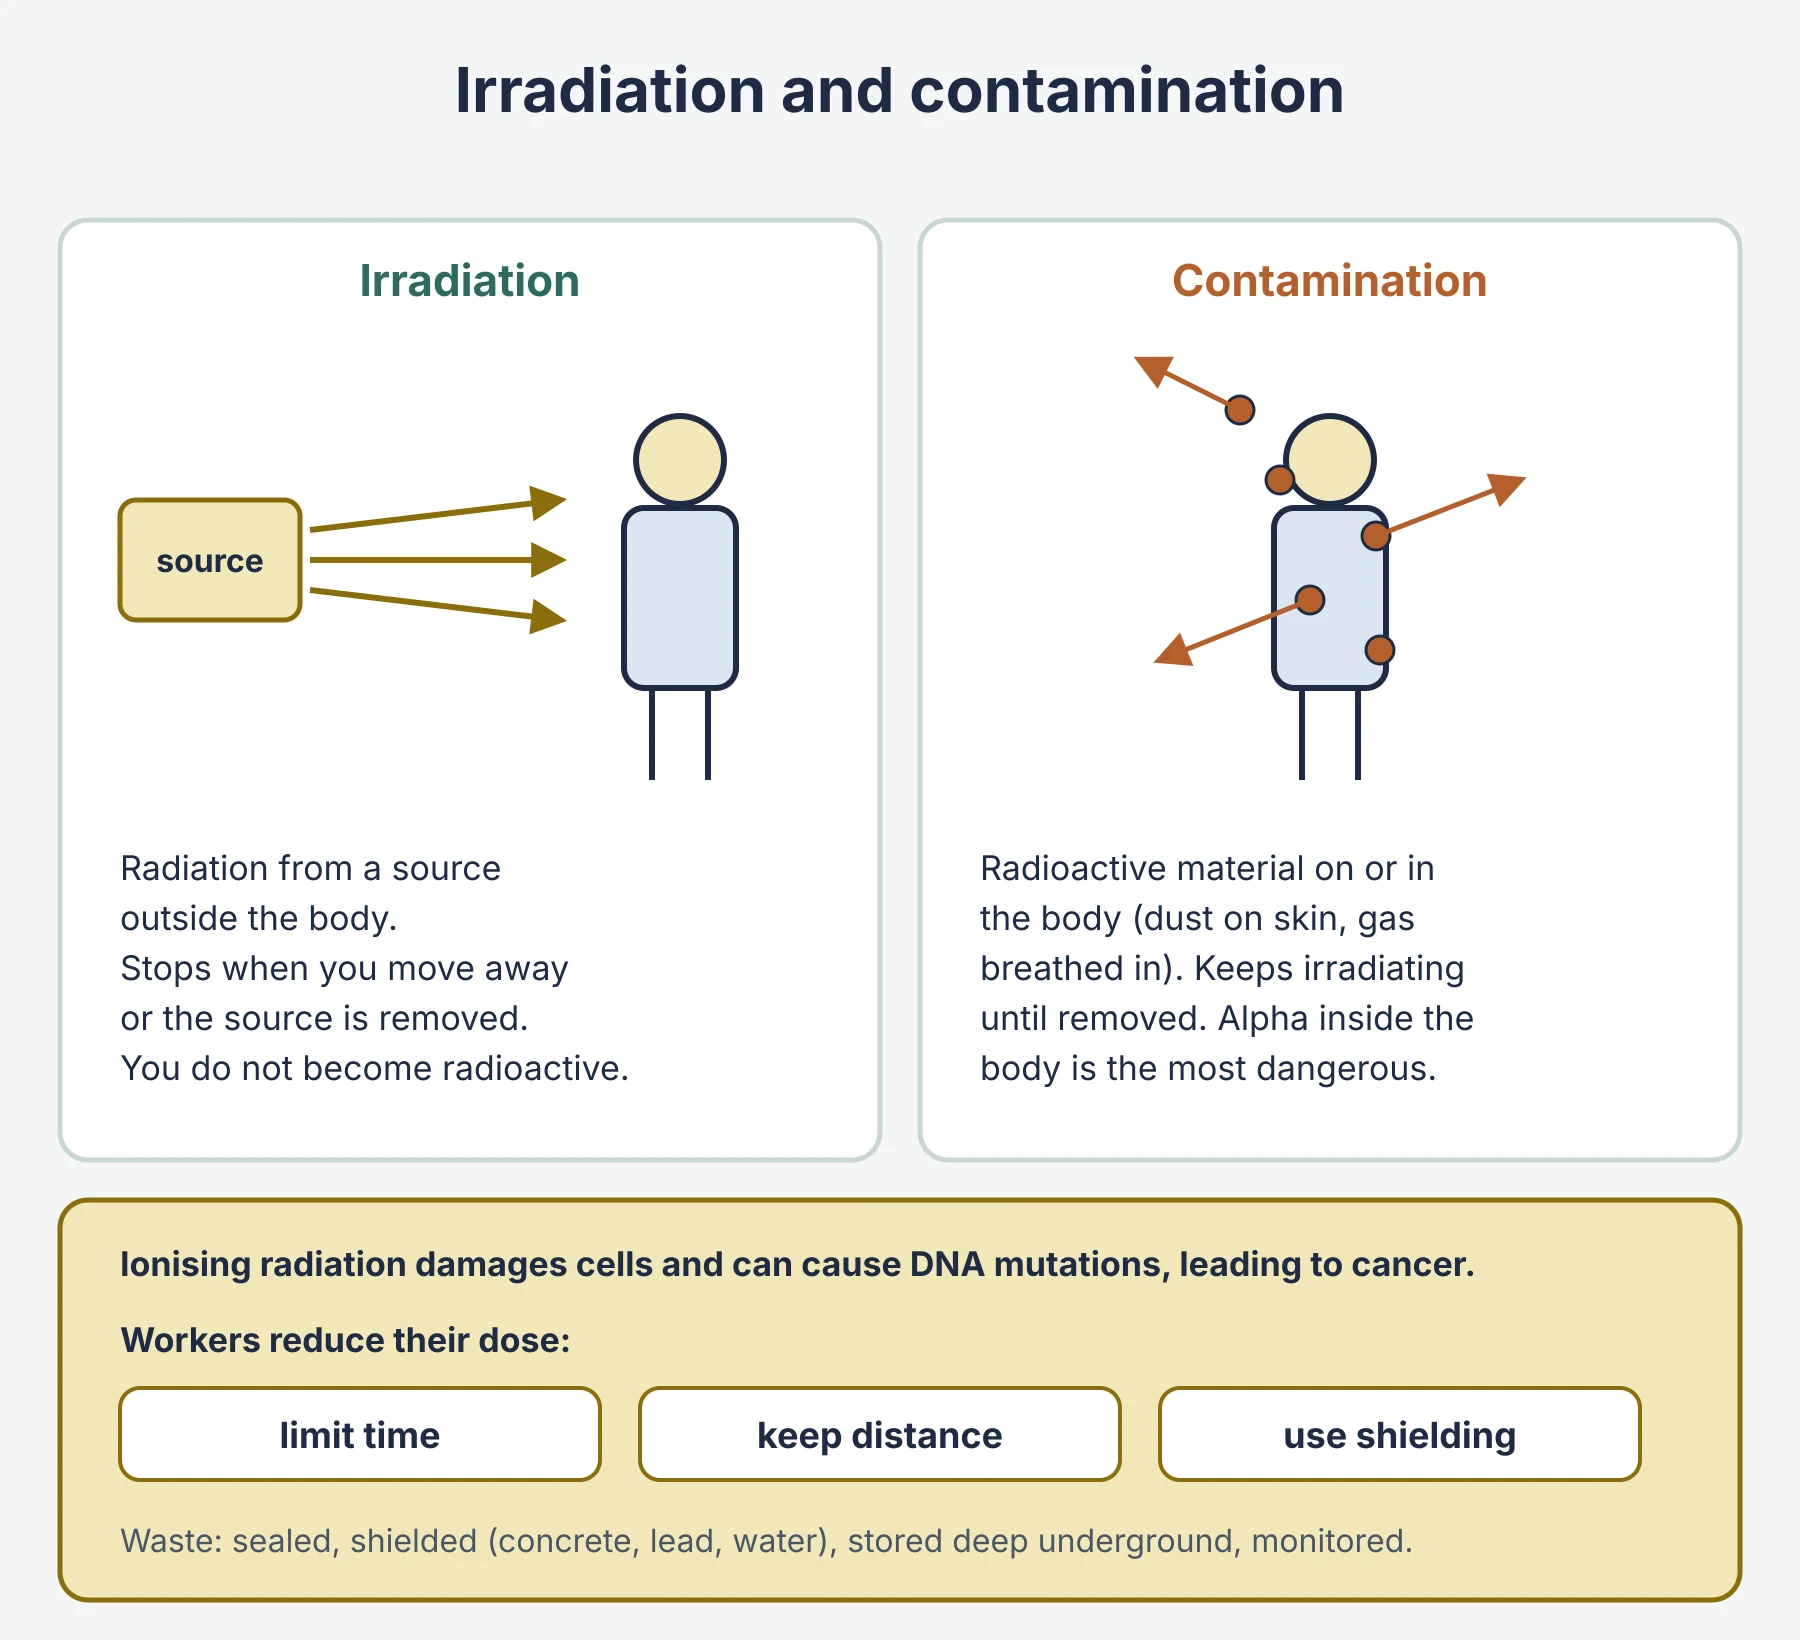 Irradiation and contamination
Irradiation
source
Radiation from a source
outside the body.
Stops when you move away
or the source is removed.
You do not become radioactive.
Contamination
Radioactive material on or in
the body (dust on skin, gas
breathed in). Keeps irradiating
until removed. Alpha inside the
body is the most dangerous.
Ionising radiation damages cells and can cause DNA mutations, leading to cancer.
Workers reduce their dose:
limit time
keep distance
use shielding
Waste: sealed, shielded (concrete, lead, water), stored deep underground, monitored.